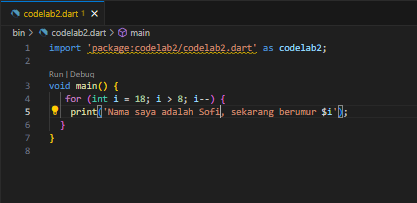 codelab2.dart 1
bin > codelab2.dart > main
1 import 'package:codelab2/codelab2.dart' as codelab2;
2
Run | Debug
3 void main() {
4 for (int i = 18; i > 8; i--) {
5 print('Nama saya adalah Sofi, sekarang berumur $i');
6 }
7 }
8